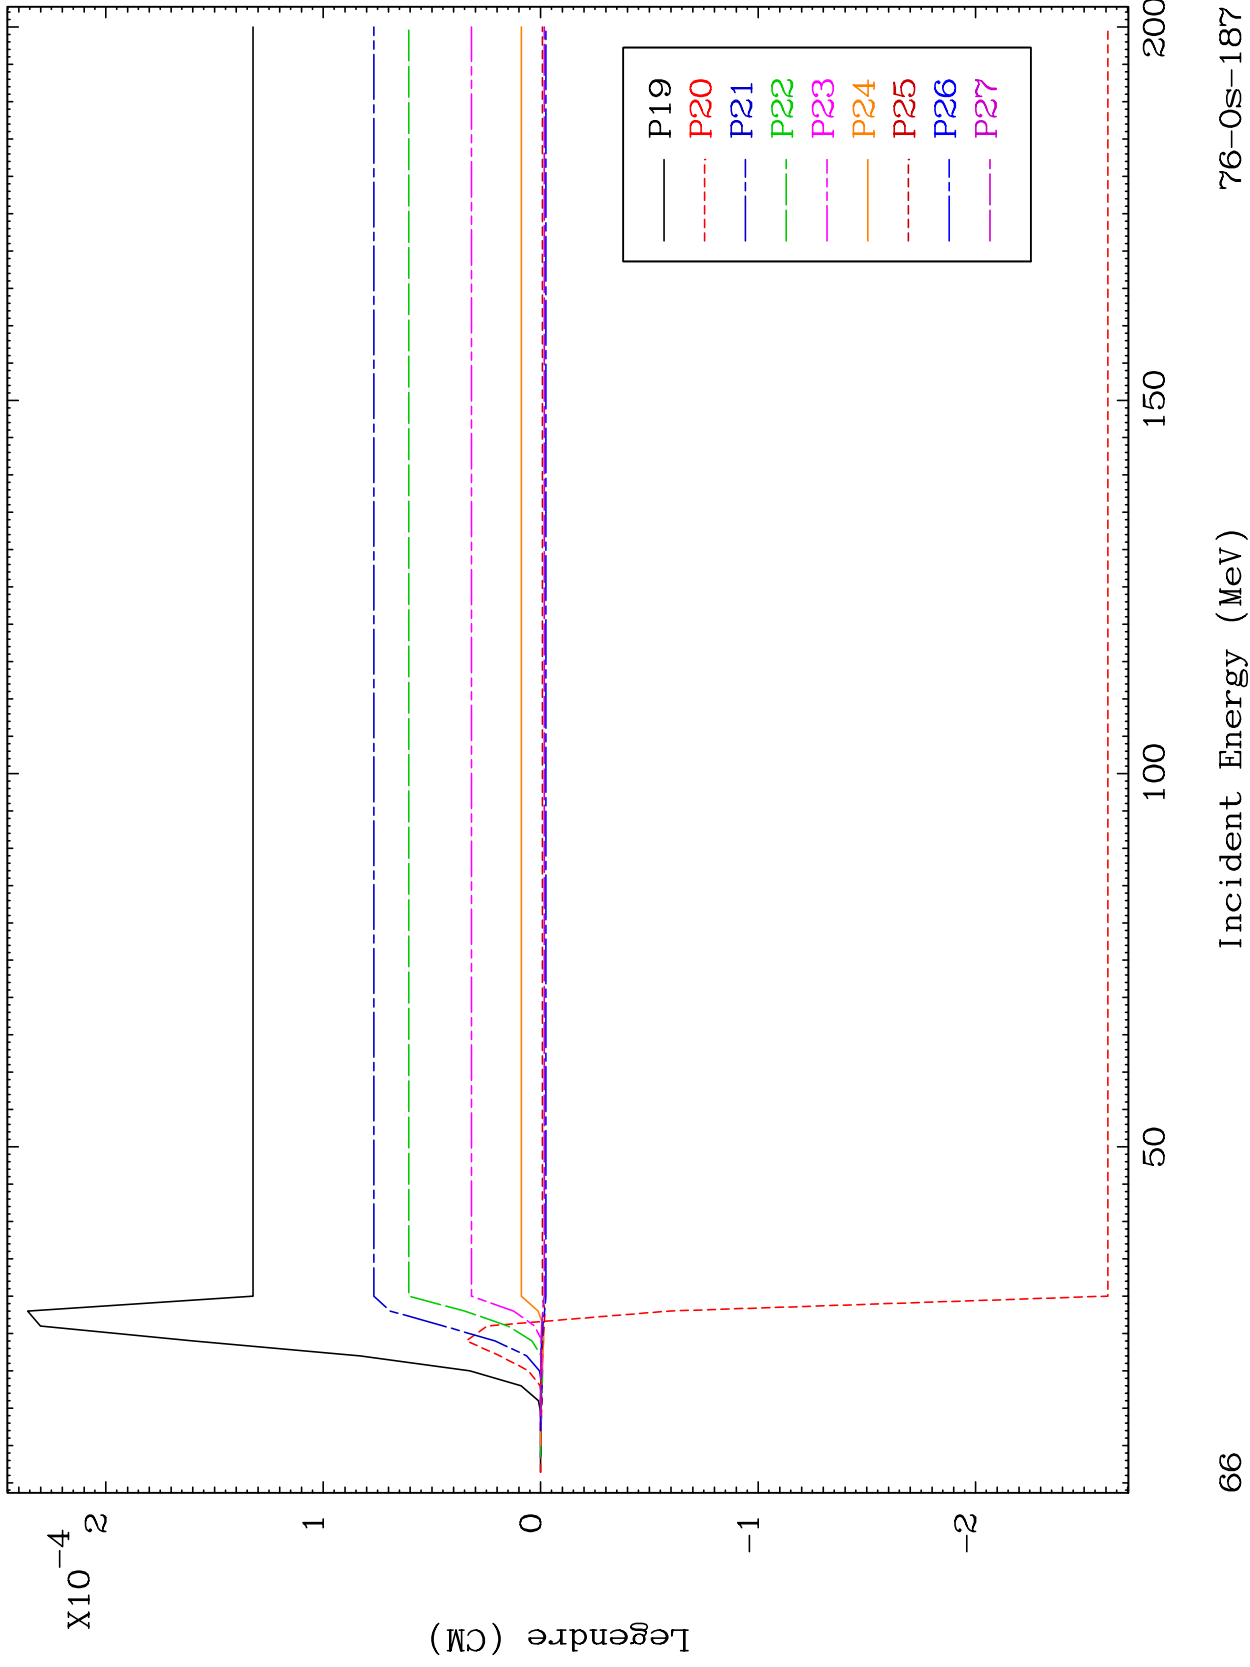 X10-4
2
1
0
-1
-2
Legendre (CM)
P19
P20
P21
P22
P23
P24
P25
P26
P27
50
100
150
200
Incident Energy (MeV)
66
76-Os-187